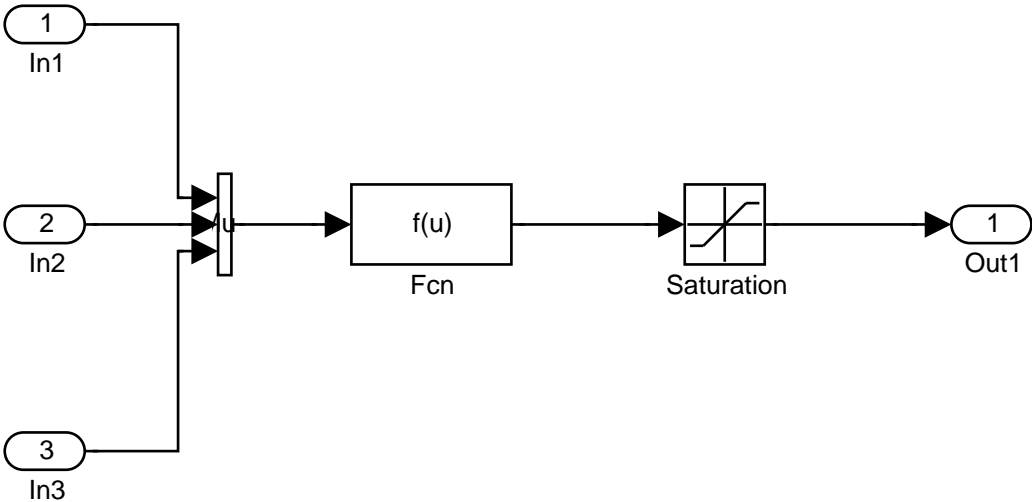 1
In1
2
In2
3
In3
f(u)
Fcn
Saturation
1
Out1